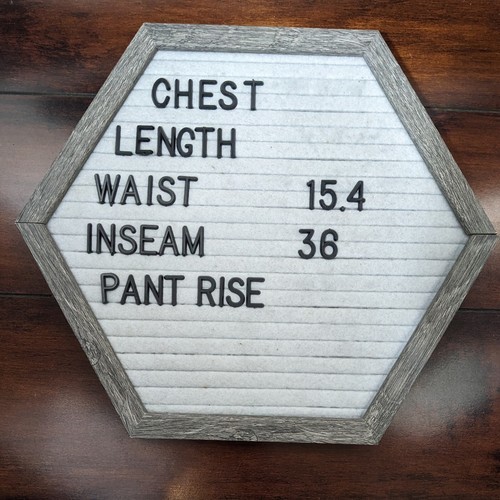 CHEST
LENGTH
WAIST 15.4
INSEAM 36
PANT RISE